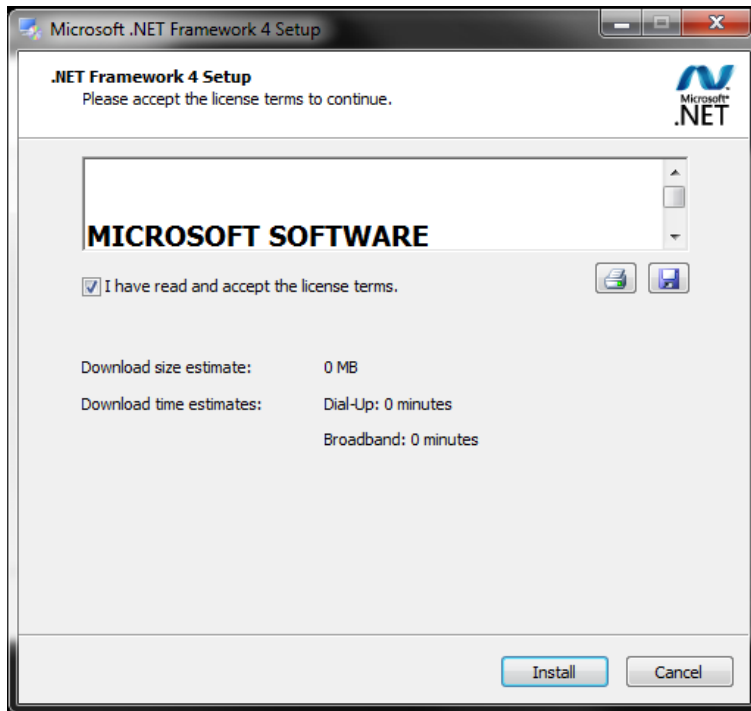 Microsoft .NET Framework 4 Setup
.NET Framework 4 Setup
Please accept the license terms to continue.
Microsoft®
.NET
MICROSOFT SOFTWARE
I have read and accept the license terms.
Download size estimate: 0 MB
Download time estimates: Dial-Up: 0 minutes
Broadband: 0 minutes
Install Cancel